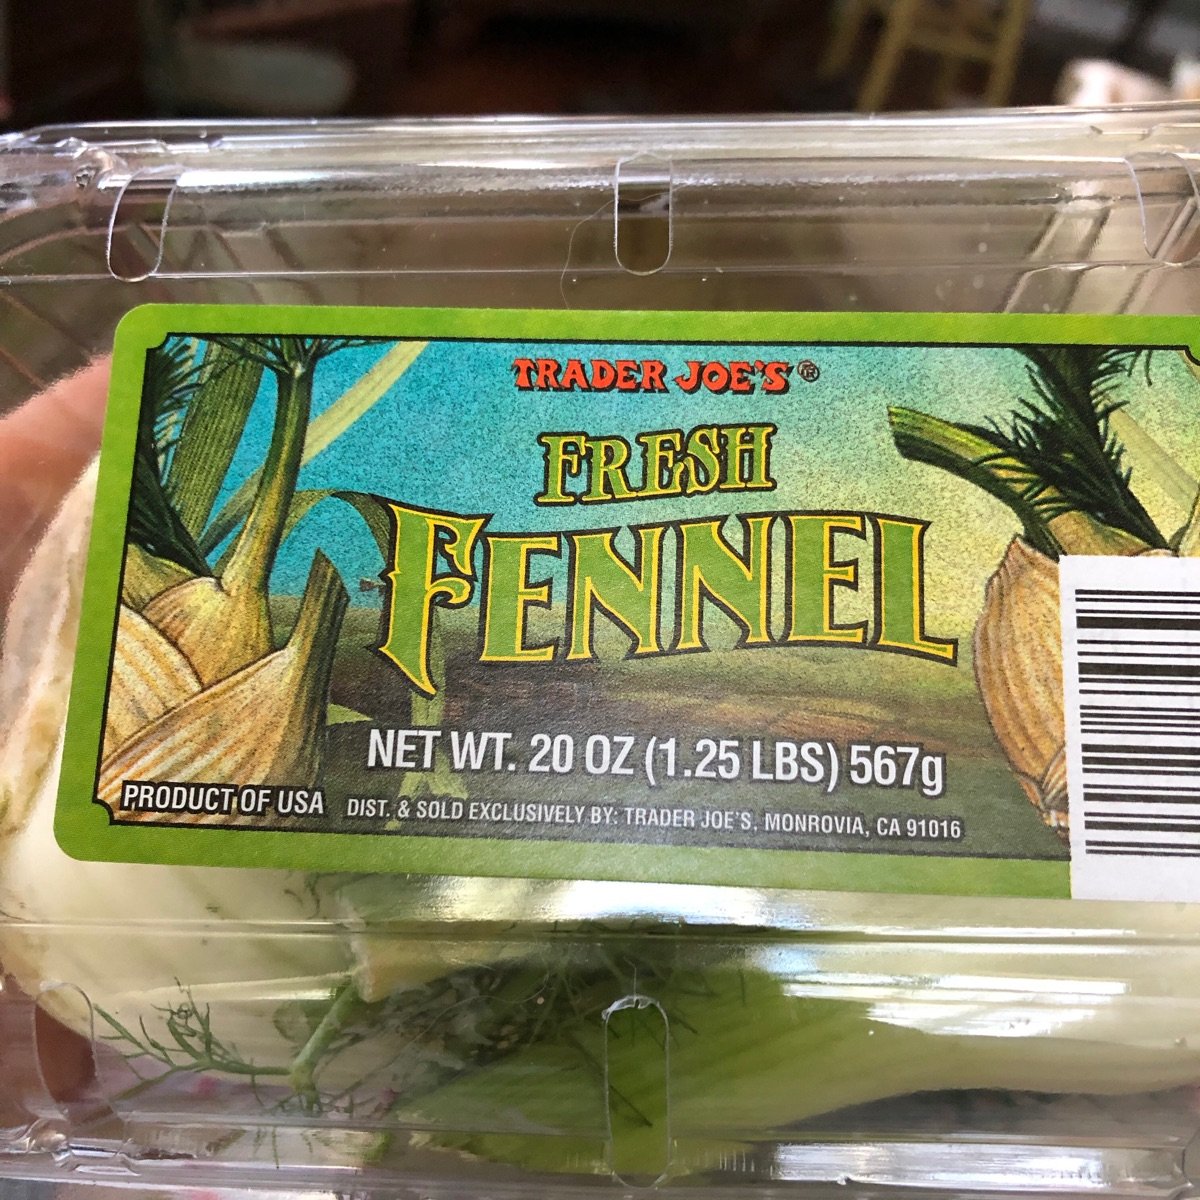 TRADER JOE'S®
FRESH
FENNEL
NET WT. 20 OZ (1.25 LBS) 567g
PRODUCT OF USA
DIST. & SOLD EXCLUSIVELY BY: TRADER JOE'S, MONROVIA, CA 91016